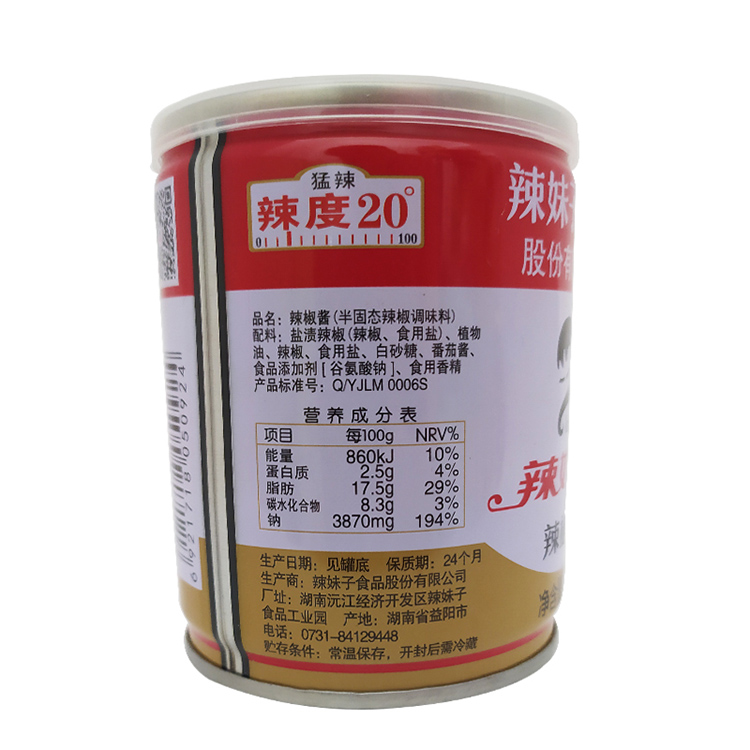 猛辣
辣度20°
0 100
辣妹
股份
品名：辣椒酱(半固态辣椒调味料)
配料：盐渍辣椒(辣椒、食用盐)、植物
油、辣椒、食用盐、白砂糖、番茄酱、
食品添加剂[谷氨酸钠]、食用香精
产品标准号：Q/YJLM 0006S
营养成分表
项目 每100g NRV%
能量 860kJ 10%
蛋白质 2.5g 4%
脂肪 17.5g 29%
碳水化合物 8.3g 3%
钠 3870mg 194%
生产日期：见罐底 保质期：24个月
生产商：辣妹子食品股份有限公司
厂址：湖南沅江经济开发区辣妹子
食品工业园 产地：湖南省益阳市
电话：0731-84129448
贮存条件：常温保存，开封后需冷藏
6921718050924
辣
辣
净含